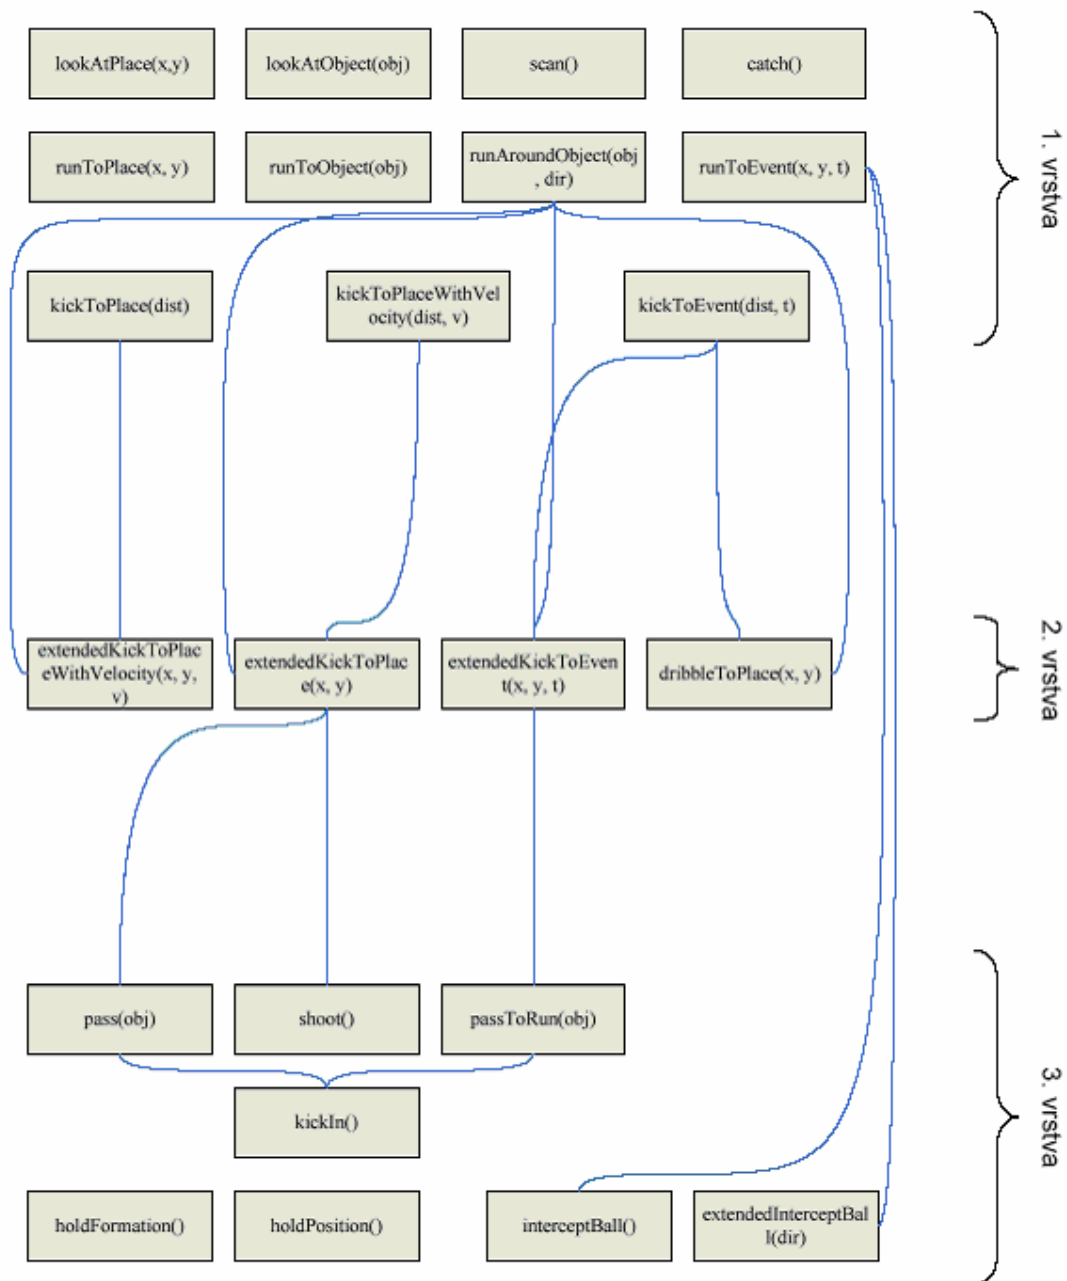 lookAtPlace(x,y)
lookAtObject(obj)
scan()
catch()
runToPlace(x, y)
runToObject(obj)
runAroundObject(obj
, dir)
runToEvent(x, y, t)
1. vrstva
kickToPlace(dist)
kickToPlaceWithVel
ocity(dist, v)
kickToEvent(dist, t)
extendedKickToPlac
eWithVelocity(x, y,
v)
extendedKickToPlac
e(x, y)
extendedKickToEven
t(x, y, t)
dribbleToPlace(x, y)
2. vrstva
pass(obj)
shoot()
passToRun(obj)
kickIn()
3. vrstva
holdFormation()
holdPosition()
interceptBall()
extendedInterceptBal
l(dir)